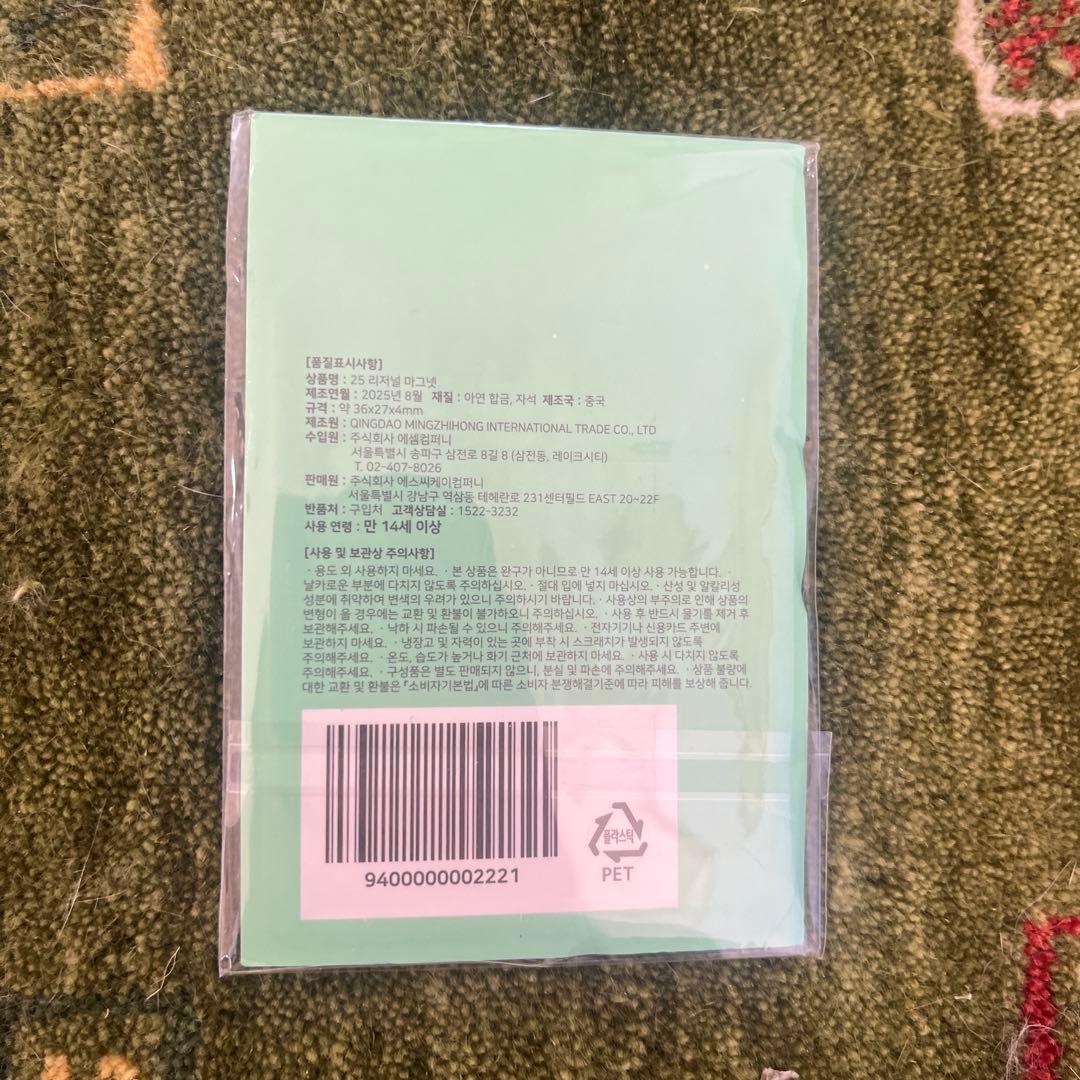 [품질표시사항]
상품명 : 25 리저널 마그넷
제조연월 : 2025년 8월 재질 : 아연 합금, 자석 제조국 : 중국
규격 : 약 36x27x4mm
제조원 : QINGDAO MINGZHIHONG INTERNATIONAL TRADE CO., LTD
수입원 : 주식회사 에셈컴퍼니
서울특별시 송파구 삼전로 8길 8 (삼전동, 레이크시티)
T. 02-407-8026
판매원 : 주식회사 에스씨케이컴퍼니
서울특별시 강남구 역삼동 테헤란로 231센터필드 EAST 20~22F
반품처 : 구입처 고객상담실 : 1522-3232
사용 연령 : 만 14세 이상
[사용 및 보관상 주의사항]
· 용도 외 사용하지 마세요. · 본 상품은 완구가 아니므로 만 14세 이상 사용 가능합니다. ·
날카로운 부분에 다치지 않도록 주의하십시오. · 절대 입에 넣지 마십시오. · 산성 및 알칼리성
성분에 취약하여 변색의 우려가 있으니 주의하시기 바랍니다. · 사용상의 부주의로 인해 상품의
변형이 올 경우에는 교환 및 환불이 불가하오니 주의하십시오. · 사용 후 반드시 물기를 제거 후
보관해주세요. · 낙하 시 파손될 수 있으니 주의해주세요. · 전자기기나 신용카드 주변에
보관하지 마세요. · 냉장고 및 자력이 있는 곳에 부착 시 스크래치가 발생되지 않도록
주의해주세요. · 온도, 습도가 높거나 화기 근처에 보관하지 마세요. · 사용 시 다치지 않도록
주의해주세요. · 구성품은 별도 판매되지 않으니, 분실 및 파손에 주의해주세요. · 상품 불량에
대한 교환 및 환불은 『소비자기본법』에 따른 소비자 분쟁해결기준에 따라 피해를 보상해 줍니다.
플라스틱
PET
9400000002221